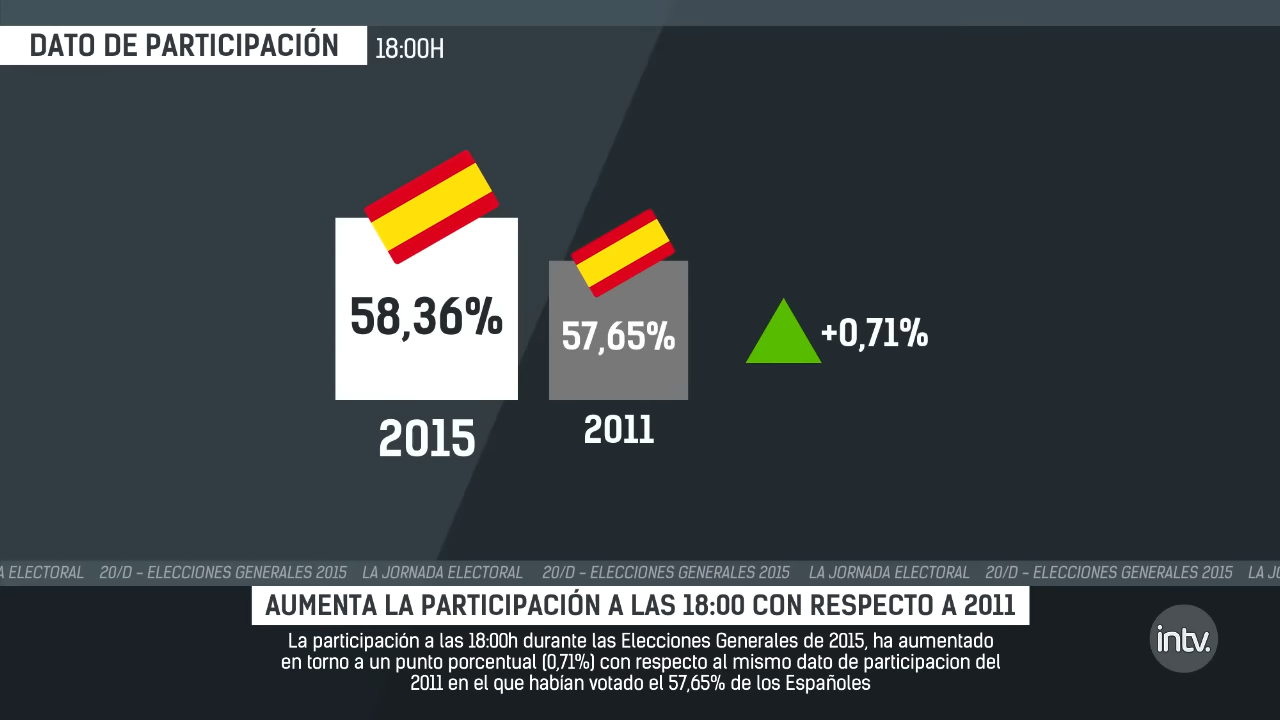 DATO DE PARTICIPACIÓN 18:00H
58,36%
57,65%
+0,71%
2015
2011
A ELECTORAL 20/D – ELECCIONES GENERALES 2015 LA JORNADA ELECTORAL 20/D – ELECCIONES GENERALES 2015 LA JORNADA ELECTORAL 20/D – ELECCIONES GENERALES 2015 LA JO
AUMENTA LA PARTICIPACIÓN A LAS 18:00 CON RESPECTO A 2011
La participación a las 18:00h durante las Elecciones Generales de 2015, ha aumentado
en torno a un punto porcentual (0,71%) con respecto al mismo dato de participacion del
2011 en el que habían votado el 57,65% de los Españoles
intv.